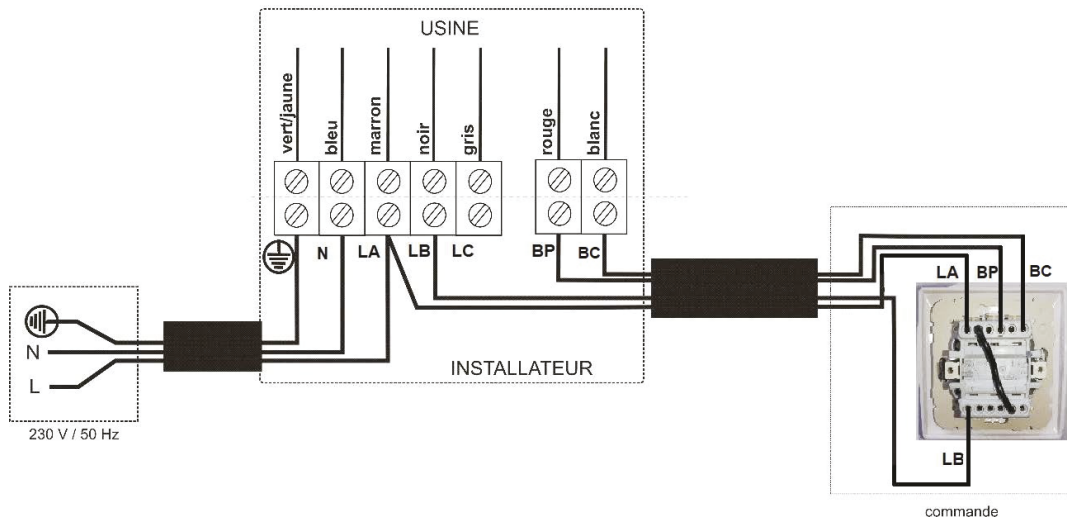 USINE
vert/jaune
bleu
marron
noir
gris
rouge
blanc
N
LA
LB
LC
BP
BC
LA
BP
BC
N
L
INSTALLATEUR
230 V / 50 Hz
LB
commande